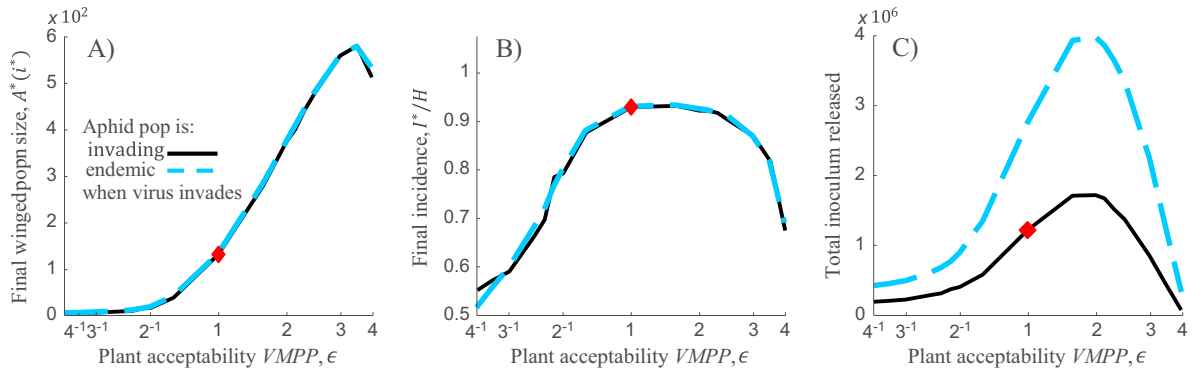 x 10²
A)
6
5
4
3
2
1
0
Final wingedpopn size, A*(i*)
Aphid pop is:
invading
endemic
when virus invades
4⁻¹ 3⁻¹ 2⁻¹ 1 2 3 4
Plant acceptability VMPP, ϵ
B)
1
0.9
0.8
0.7
0.6
0.5
Final incidence, I*/H
4⁻¹ 3⁻¹ 2⁻¹ 1 2 3 4
Plant acceptability VMPP, ϵ
x 10⁶
C)
4
3
2
1
0
Total inoculum released
4⁻¹ 3⁻¹ 2⁻¹ 1 2 3 4
Plant acceptability VMPP, ϵ